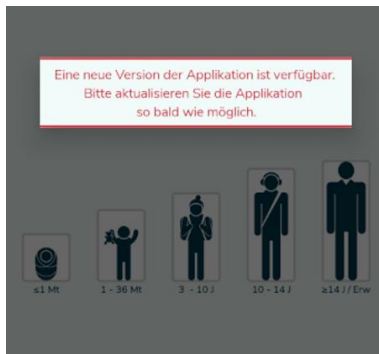 Eine neue Version der Applikation ist verfügbar.
Bitte aktualisieren Sie die Applikation
so bald wie möglich.
≤1 Mt
1 - 36 Mt
3 - 10 J
10 - 14 J
≥14 J / Erw